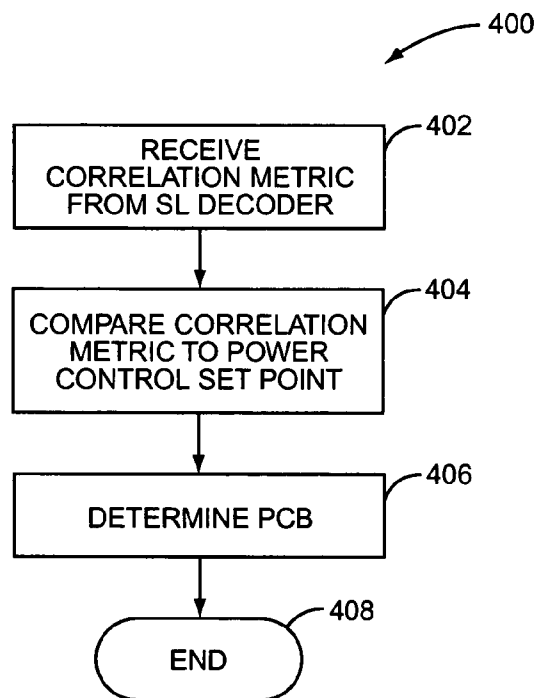 400
402
RECEIVE
CORRELATION METRIC
FROM SL DECODER
404
COMPARE CORRELATION
METRIC TO POWER
CONTROL SET POINT
406
DETERMINE PCB
408
END